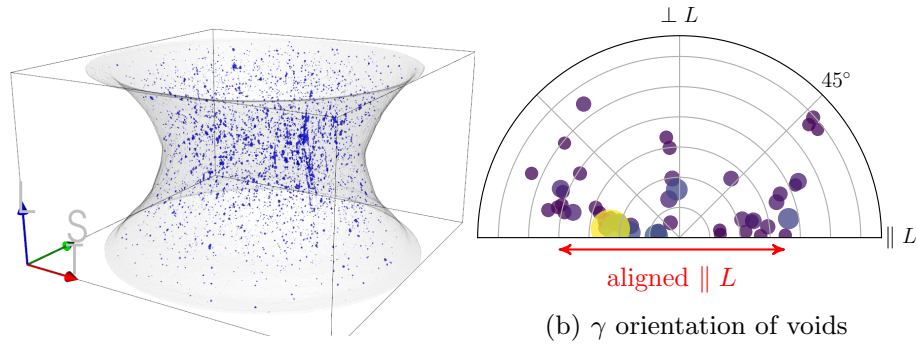 L
S
T
⊥ L
45°
∥ L
aligned ∥ L
(b) γ orientation of voids